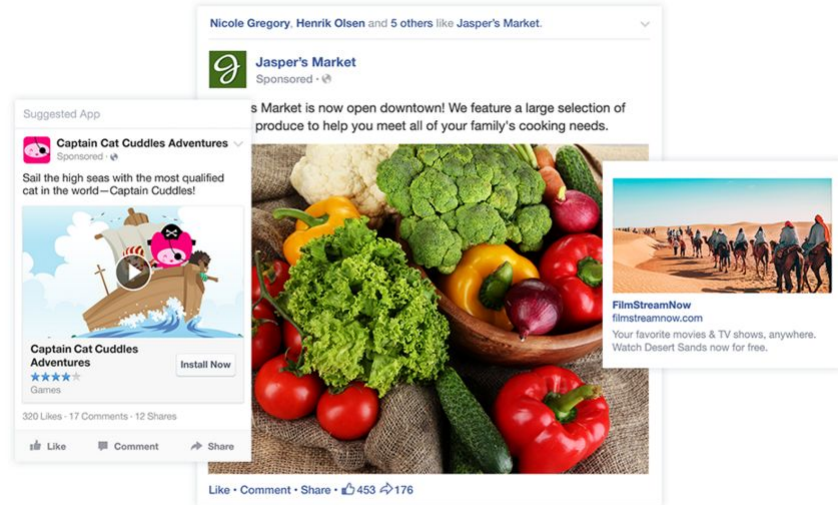 Nicole Gregory, Henrik Olsen and 5 others like Jasper's Market.
Jasper's Market
Sponsored ·
s Market is now open downtown! We feature a large selection of
produce to help you meet all of your family's cooking needs.
Like · Comment · Share · 453 176
Suggested App
Captain Cat Cuddles Adventures
Sponsored ·
Sail the high seas with the most qualified
cat in the world—Captain Cuddles!
Captain Cat Cuddles
Adventures
Install Now
Games
320 Likes · 17 Comments · 12 Shares
Like Comment Share
FilmStreamNow
filmstreamnow.com
Your favorite movies & TV shows, anywhere.
Watch Desert Sands now for free.